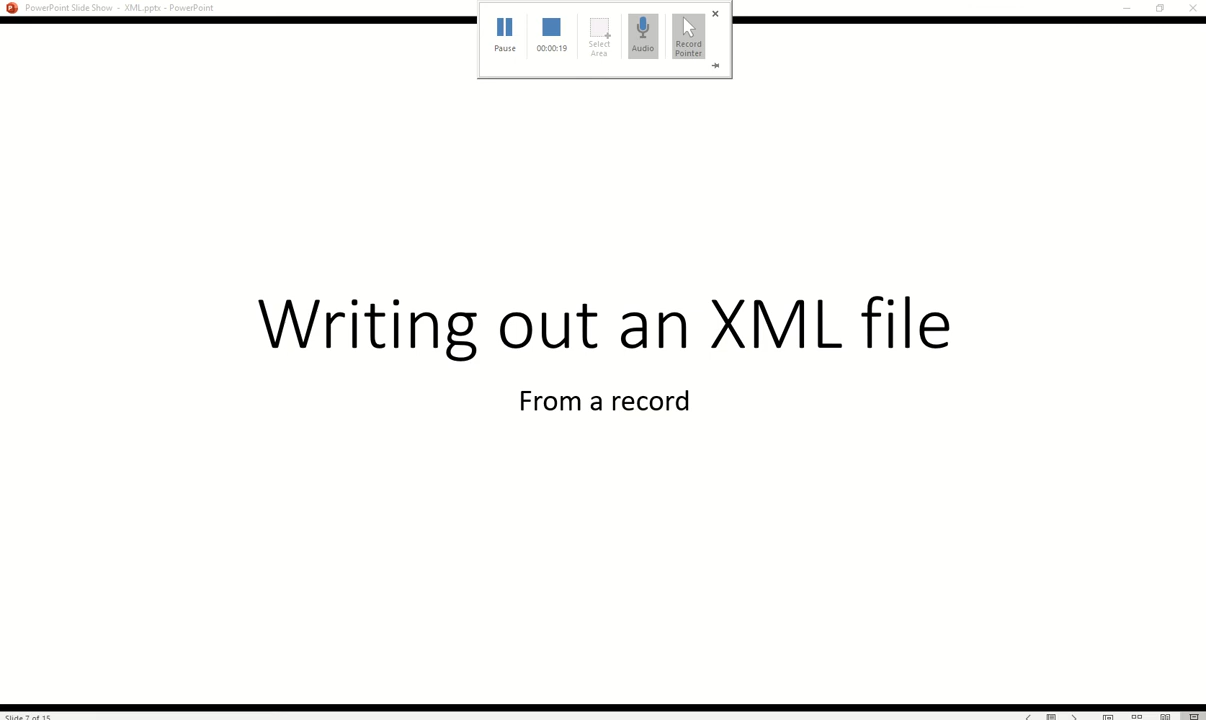 PowerPoint Slide Show - XML.pptx - PowerPoint
Pause
00:00:19
Select
Area
Audio
Record
Pointer
Writing out an XML file
From a record
Slide 7 of 15